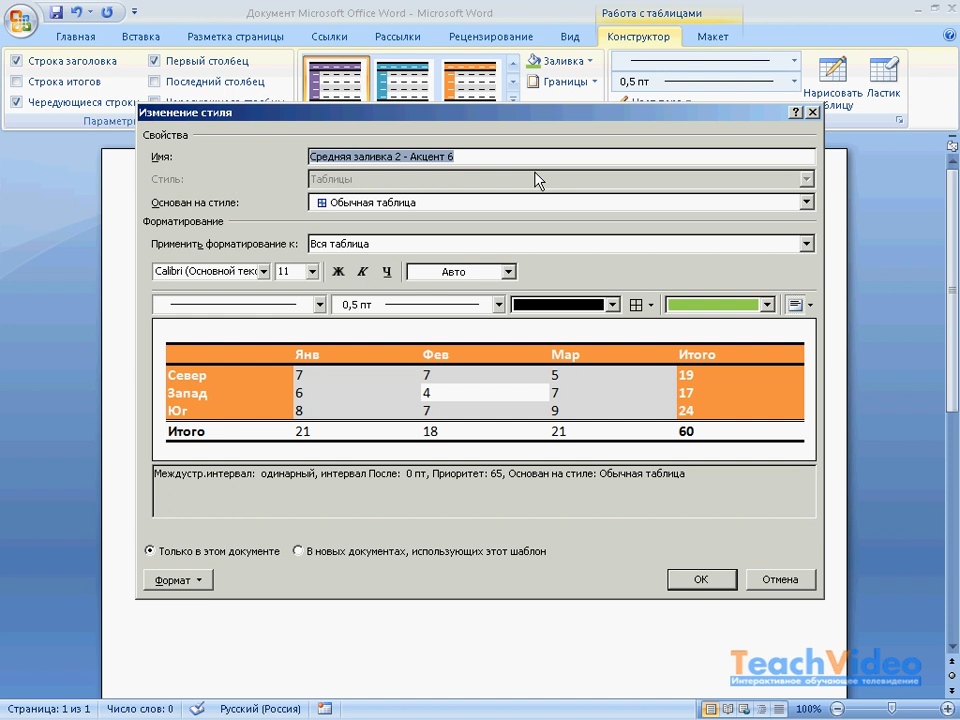 Документ Microsoft Office Word - Microsoft Word
Работа с таблицами
Главная Вставка Разметка страницы Ссылки Рассылки Рецензирование Вид Конструктор Макет
Строка заголовка Первый столбец Заливка
Строка итогов Последний столбец Границы 0,5 пт
Чередующиеся строки Нарисовать Ластик
Изменение стиля
Свойства
Имя: Средняя заливка 2 - Акцент 6
Стиль: Таблицы
Основан на стиле: Обычная таблица
Форматирование
Применить форматирование к: Вся таблица
Calibri (Основной текс 11 Ж К Ч Авто
0,5 пт
Янв Фев Мар Итого
Север 7 7 5 19
Запад 6 4 7 17
Юг 8 7 9 24
Итого 21 18 21 60
Междустр.интервал: одинарный, интервал После: 0 пт, Приоритет: 65, Основан на стиле: Обычная таблица
Только в этом документе В новых документах, использующих этот шаблон
Формат OK Отмена
TeachVideo
Интерактивное обучающее телевидение
Страница: 1 из 1 Число слов: 0 Русский (Россия) 100%